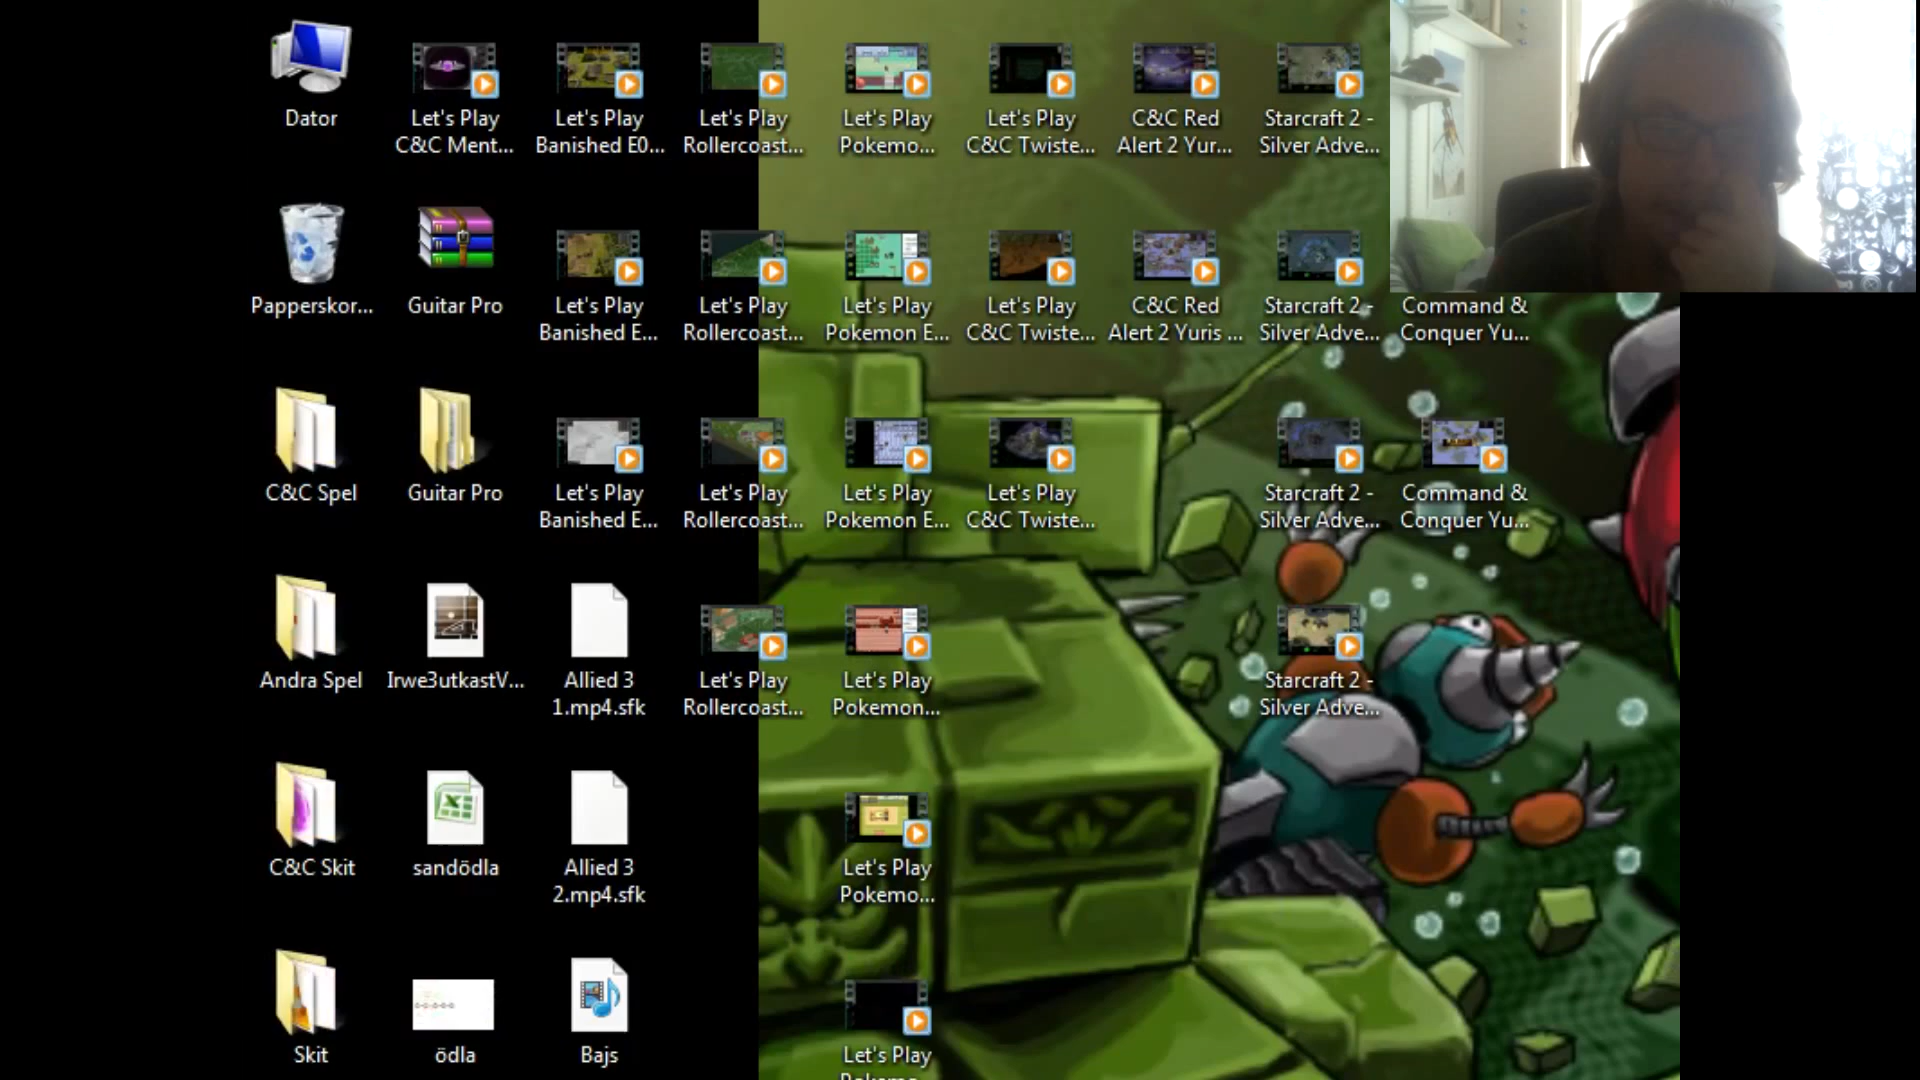 Dator
Let's Play
C&C Ment...
Let's Play
Banished E0...
Let's Play
Rollercoast...
Let's Play
Pokemo...
Let's Play
C&C Twiste...
C&C Red
Alert 2 Yur...
Starcraft 2 -
Silver Adve...
Papperskor...
Guitar Pro
Let's Play
Banished E...
Let's Play
Rollercoast...
Let's Play
Pokemon E...
Let's Play
C&C Twiste...
C&C Red
Alert 2 Yuris ...
Starcraft 2 -
Silver Adve...
Command &
Conquer Yu...
C&C Spel
Guitar Pro
Let's Play
Banished E...
Let's Play
Rollercoast...
Let's Play
Pokemon E...
Let's Play
C&C Twiste...
Starcraft 2 -
Silver Adve...
Command &
Conquer Yu...
Andra Spel
Irwe3utkastV...
Allied 3
1.mp4.sfk
Let's Play
Rollercoast...
Let's Play
Pokemon...
Starcraft 2 -
Silver Adve...
C&C Skit
sandödla
Allied 3
2.mp4.sfk
Let's Play
Pokemo...
Skit
ödla
Bajs
Let's Play